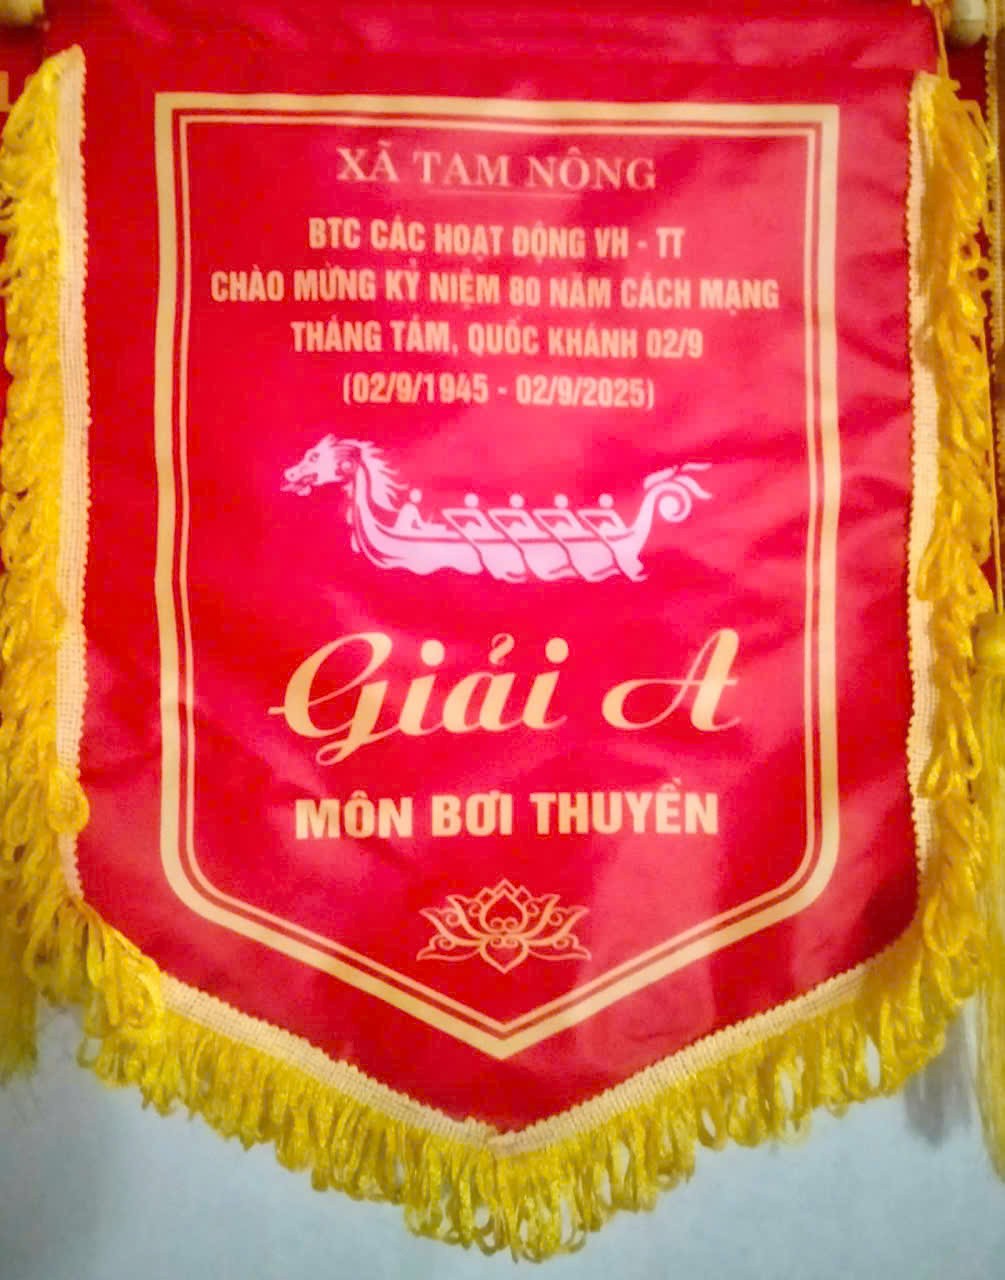 XÃ TAM NÔNG
BTC CÁC HOẠT ĐỘNG VH - TT
CHÀO MỪNG KỶ NIỆM 80 NĂM CÁCH MẠNG
THÁNG TÁM, QUỐC KHÁNH 02/9
(02/9/1945 - 02/9/2025)
Giải A
MÔN BƠI THUYỀN